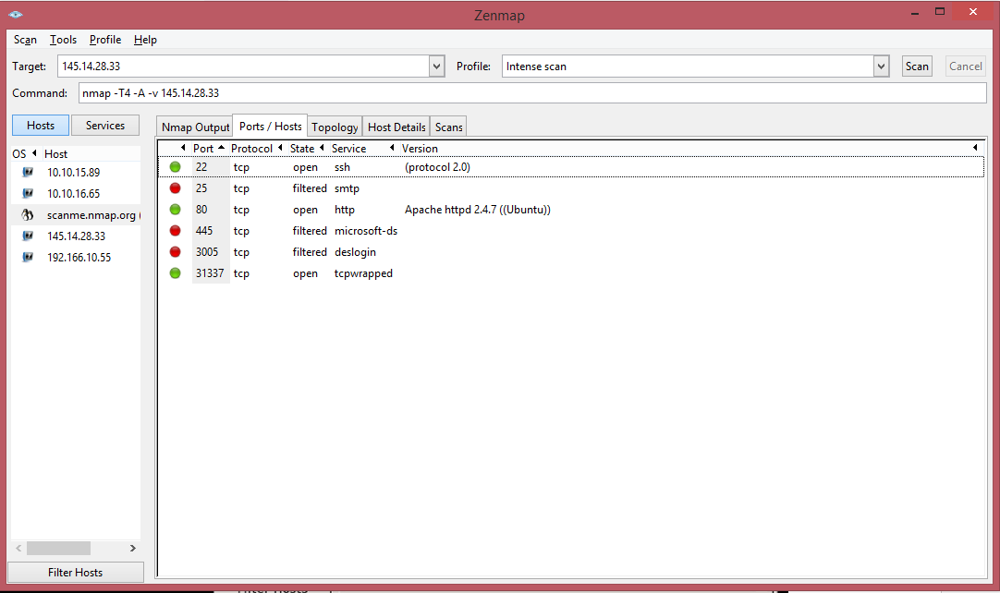 Zenmap
Scan Tools Profile Help
Target: 145.14.28.33 Profile: Intense scan Scan Cancel
Command: nmap -T4 -A -v 145.14.28.33
Hosts Services Nmap Output Ports / Hosts Topology Host Details Scans
OS Host
10.10.15.89
10.10.16.65
scanme.nmap.org (
145.14.28.33
192.166.10.55
Filter Hosts
Port Protocol State Service Version
22 tcp open ssh (protocol 2.0)
25 tcp filtered smtp
80 tcp open http Apache httpd 2.4.7 ((Ubuntu))
445 tcp filtered microsoft-ds
3005 tcp filtered deslogin
31337 tcp open tcpwrapped